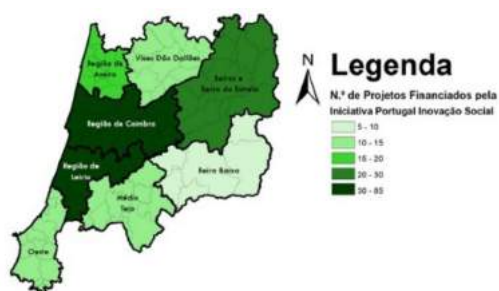 Região de
Aveiro
Viseu Dão Lafões
Beiras e
Serra da Estrela
Região de Coimbra
Região de
Leiria
Beira Baixa
Médio
Tejo
Oeste
N
Legenda
N.º de Projetos Financiados pela
Iniciativa Portugal Inovação Social
5 - 10
10 - 15
15 - 20
20 - 30
30 - 85